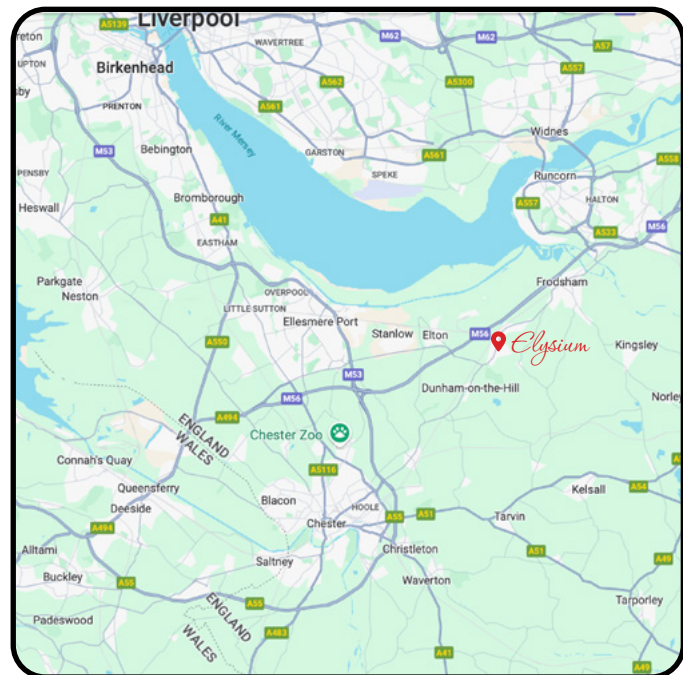 Liverpool
A5139
M62
M62
A57
WAVERTREE
UPTON
Birkenhead
A562
A5300
A557
PRENTON
A561
River Mersey
Widnes
M53
Bebington
GARSTON
A561
A558
PENSBY
SPEKE
Runcorn
Heswall
Bromborough
A557
HALTON
A41
A533
M56
EASTHAM
Parkgate
Neston
OVERPOOL
Frodsham
LITTLE SUTTON
Ellesmere Port
Stanlow
Elton
M56
Elysium
Kingsley
A550
M53
Dunham-on-the-Hill
M56
A494
ENGLAND
WALES
Chester Zoo
Connah's Quay
A5116
Queensferry
Deeside
Blacon
HOOLE
Kelsall
A54
A494
Chester
A55
A51
Tarvin
Alltami
Saltney
Christleton
A51
A49
Buckley
A55
Waverton
Padeswood
A55
ENGLAND
WALES
Tarporley
A483
A41
A49